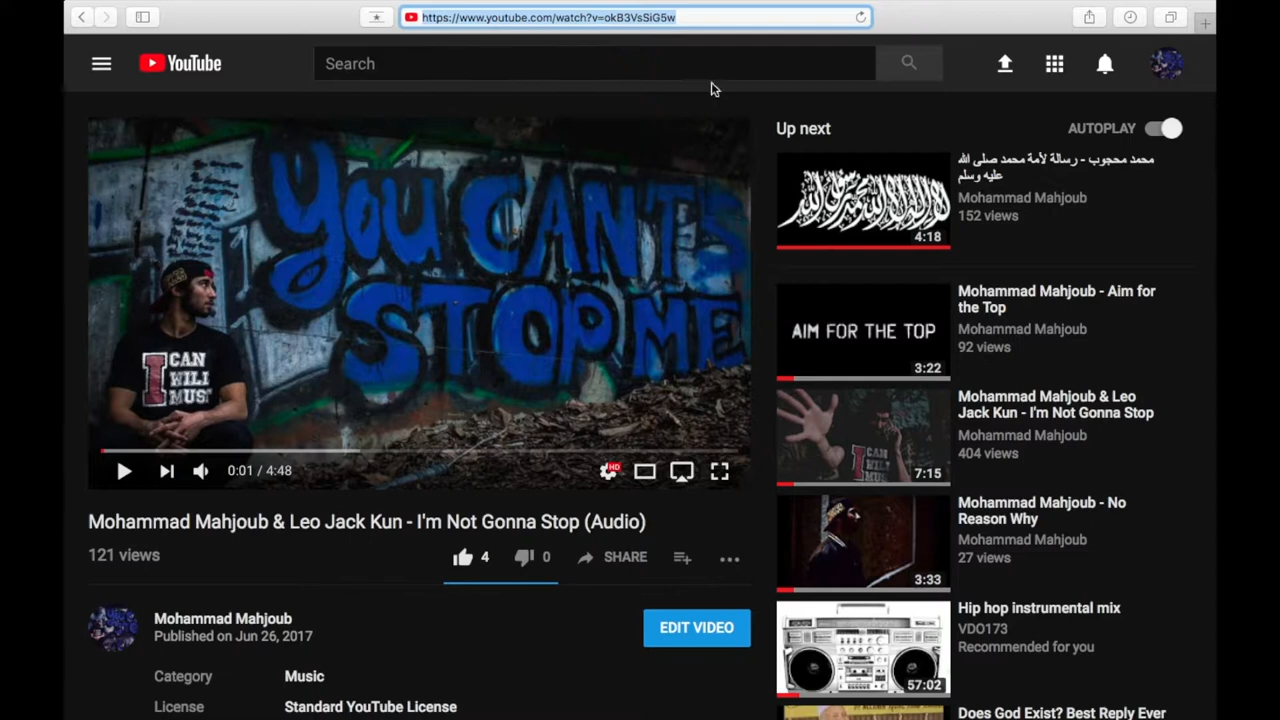 https://www.youtube.com/watch?v=okB3VsSiG5w
YouTube
Search
YOU CAN'T
STOP ME
I CAN
WILL
MUST
0:01 / 4:48
HD
Mohammad Mahjoub & Leo Jack Kun - I'm Not Gonna Stop (Audio)
121 views
4
0
SHARE
Mohammad Mahjoub
Published on Jun 26, 2017
EDIT VIDEO
Category
Music
License
Standard YouTube License
Up next
AUTOPLAY
4:18
محمد محجوب - رسالة لأمة محمد صلى الله
عليه وسلم
Mohammad Mahjoub
152 views
AIM FOR THE TOP
3:22
Mohammad Mahjoub - Aim for
the Top
Mohammad Mahjoub
92 views
7:15
Mohammad Mahjoub & Leo
Jack Kun - I'm Not Gonna Stop
Mohammad Mahjoub
404 views
3:33
Mohammad Mahjoub - No
Reason Why
Mohammad Mahjoub
27 views
57:02
Hip hop instrumental mix
VDO173
Recommended for you
Does God Exist? Best Reply Ever